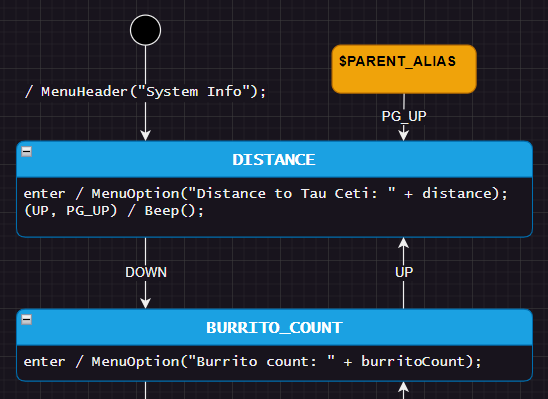 $PARENT_ALIAS
/ MenuHeader("System Info");
PG_UP
DISTANCE
enter / MenuOption("Distance to Tau Ceti: " + distance);
(UP, PG_UP) / Beep();
DOWN
UP
BURRITO_COUNT
enter / MenuOption("Burrito count: " + burritoCount);